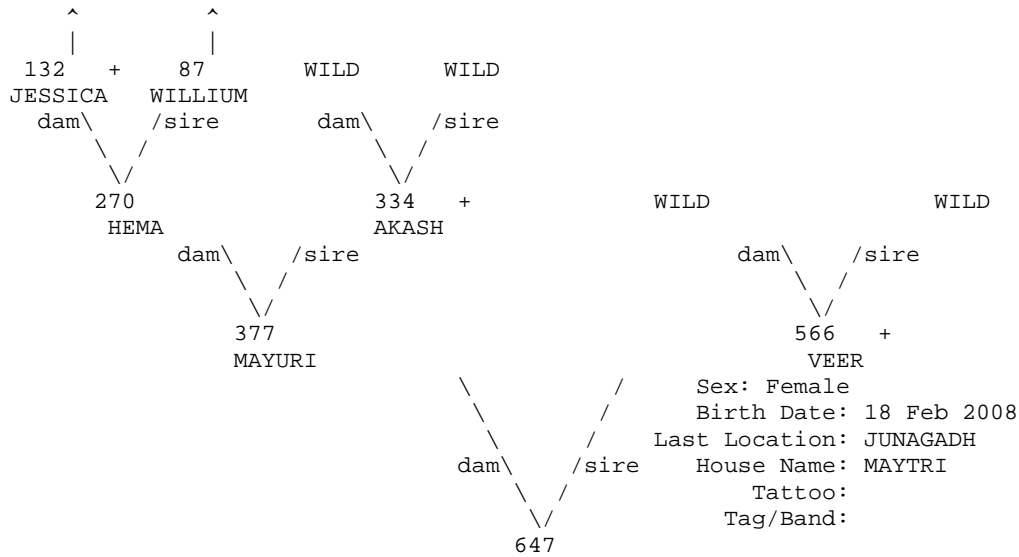 ^ ^
| |
132 + 87 WILD WILD
JESSICA WILLIUM
dam\ /sire dam\ /sire
\ / \ /
\/ \/
270 334 + WILD WILD
HEMA AKASH
dam\ /sire dam\ /sire
\ / \ /
\/ \/
377 566 +
MAYURI VEER
\ / Sex: Female
\ / Birth Date: 18 Feb 2008
\ / Last Location: JUNAGADH
dam\ /sire House Name: MAYTRI
\ / Tattoo:
\/ Tag/Band:
647